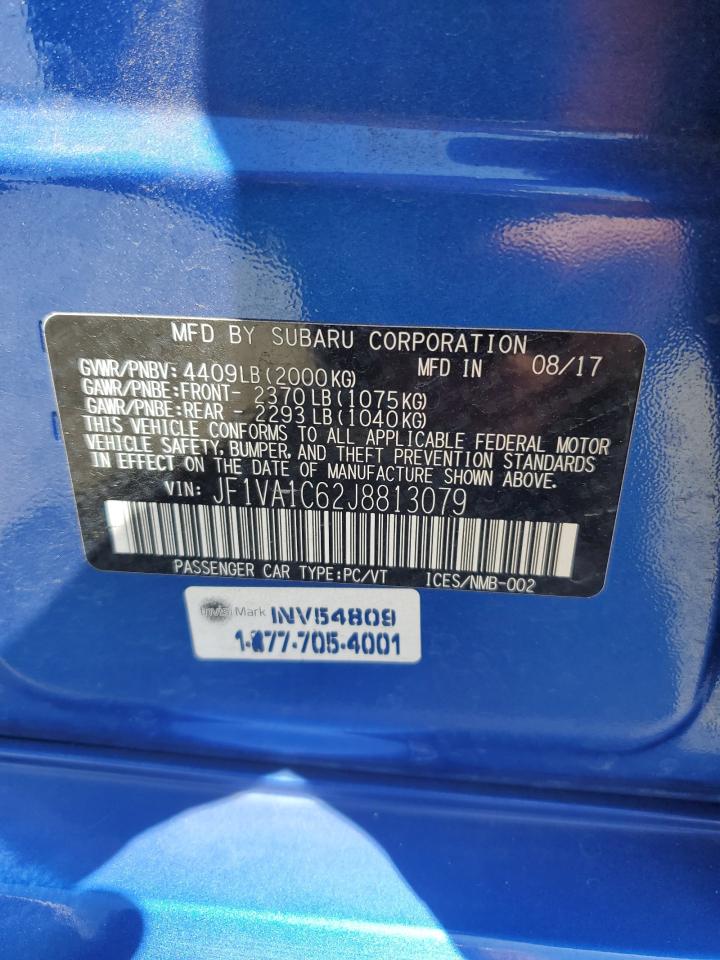 MFD BY SUBARU CORPORATION
GVWR/PNBV: 4409LB(2000KG) MFD IN 08/17
GAWR/PNBE:FRONT- 2370LB(1075KG)
GAWR/PNBE:REAR - 2293LB(1040KG)
THIS VEHICLE CONFORMS TO ALL APPLICABLE FEDERAL MOTOR
VEHICLE SAFETY, BUMPER, AND THEFT PREVENTION STANDARDS
IN EFFECT ON THE DATE OF MANUFACTURE SHOWN ABOVE.
VIN: JF1VA1C62J8813079
PASSENGER CAR TYPE:PC/VT ICES/NMB-002
InvisiMark INV54809
1-877-705-4001